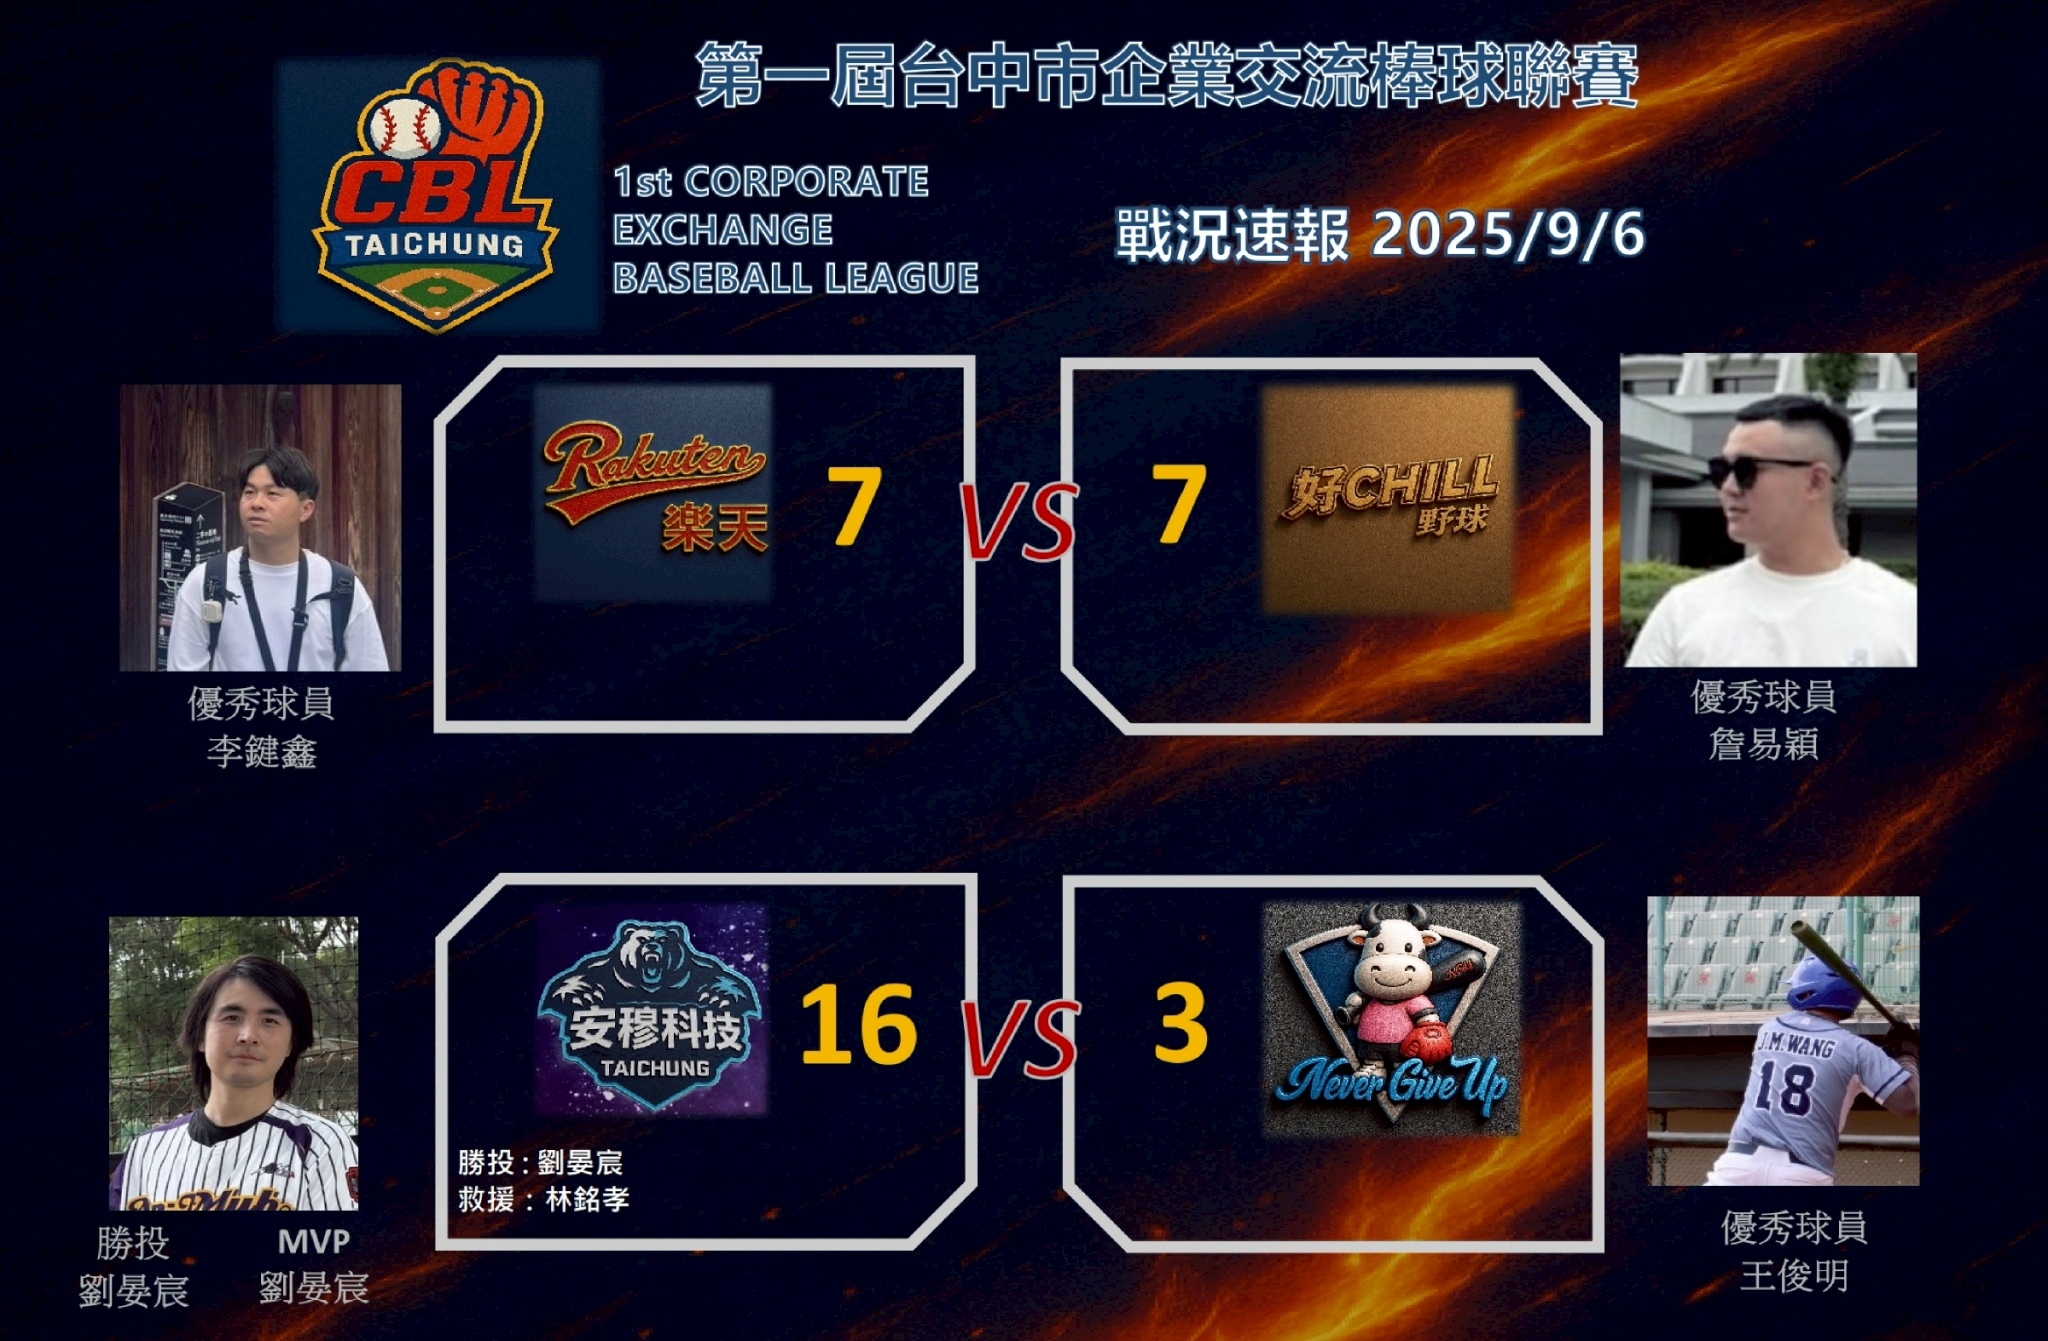 第一屆台中市企業交流棒球聯賽
CBL
TAICHUNG
1st CORPORATE
EXCHANGE
BASEBALL LEAGUE
戰況速報 2025/9/6
Rakuten
楽天
7
VS
7
好CHILL
野球
優秀球員
李鍵鑫
優秀球員
詹易穎
安穆科技
TAICHUNG
16
VS
3
Never Give Up
J.M.WANG
18
勝投 : 劉晏宸
救援 : 林銘孝
勝投
劉晏宸
MVP
劉晏宸
優秀球員
王俊明